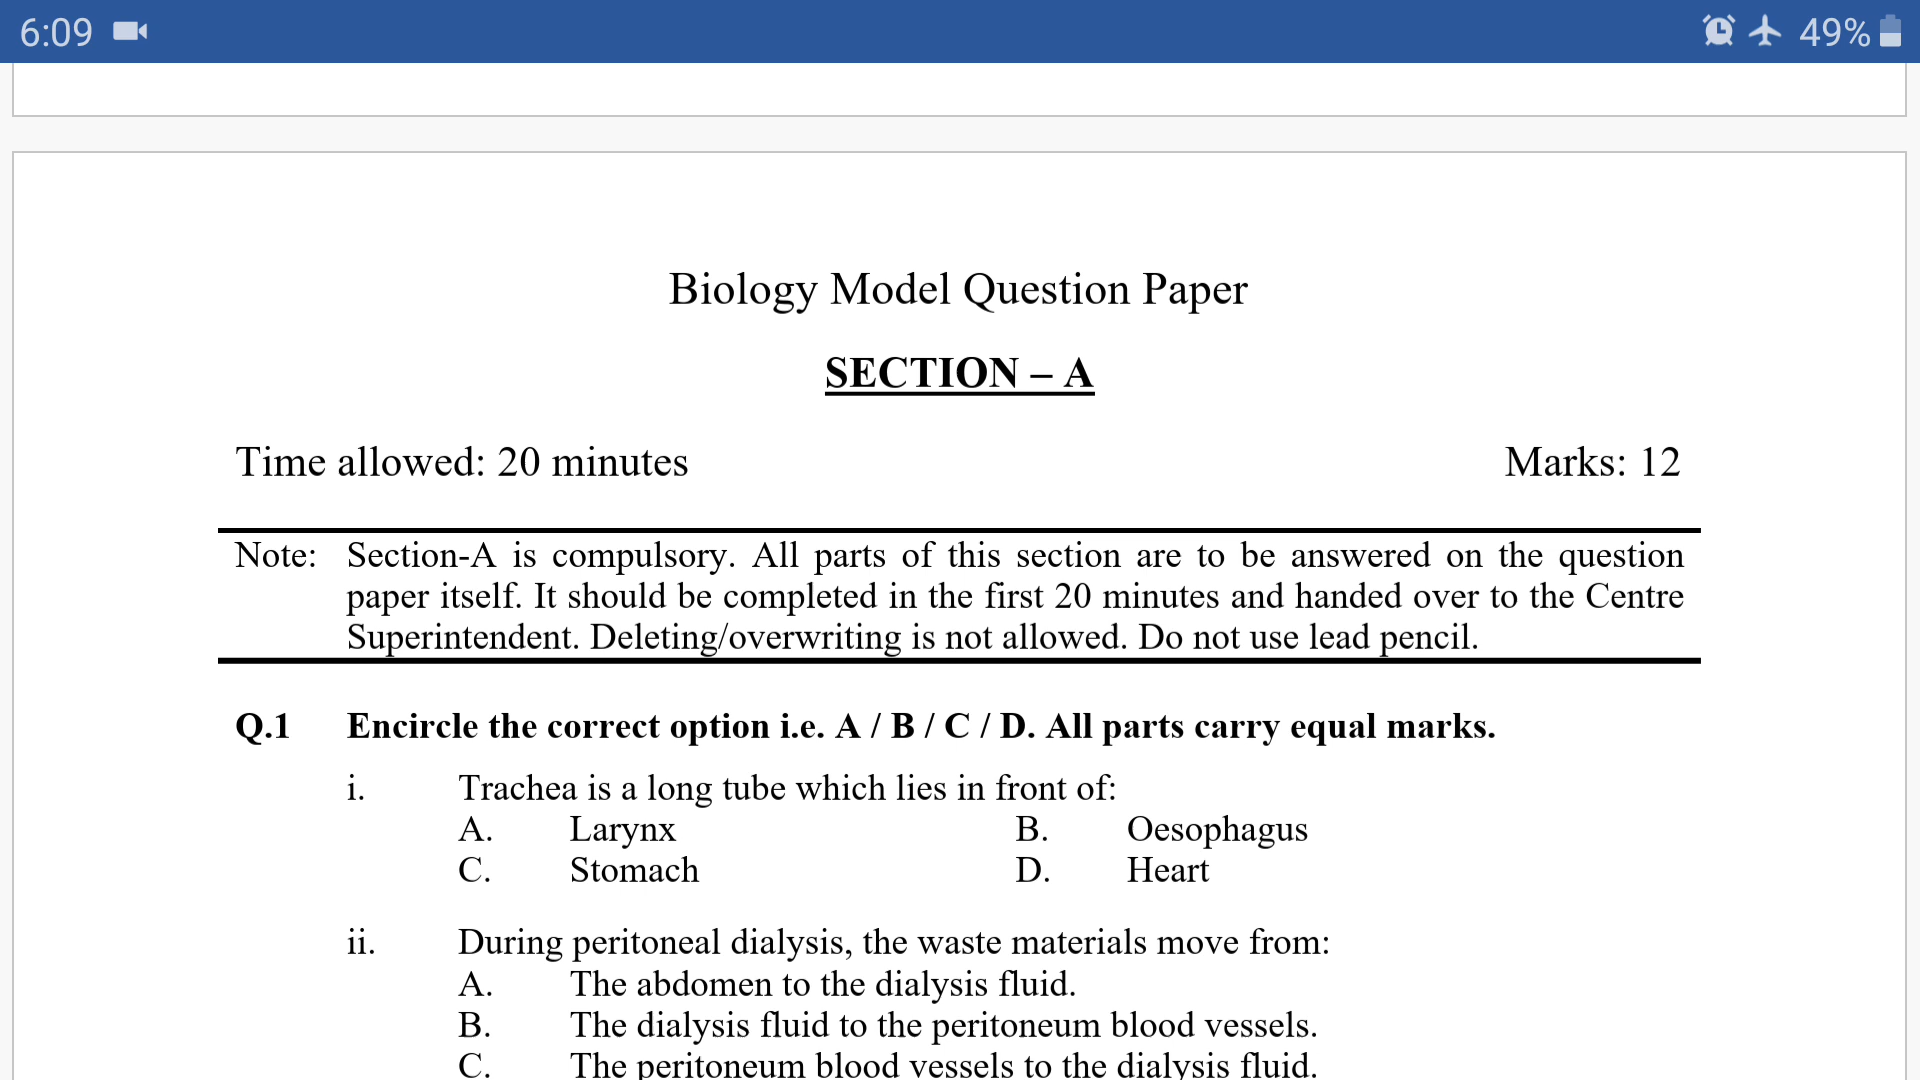 6:09 49%
Biology Model Question Paper
SECTION – A
Time allowed: 20 minutes Marks: 12
Note: Section-A is compulsory. All parts of this section are to be answered on the question
paper itself. It should be completed in the first 20 minutes and handed over to the Centre
Superintendent. Deleting/overwriting is not allowed. Do not use lead pencil.
Q.1 Encircle the correct option i.e. A / B / C / D. All parts carry equal marks.
i. Trachea is a long tube which lies in front of:
A. Larynx B. Oesophagus
C. Stomach D. Heart
ii. During peritoneal dialysis, the waste materials move from:
A. The abdomen to the dialysis fluid.
B. The dialysis fluid to the peritoneum blood vessels.
C. The peritoneum blood vessels to the dialysis fluid.